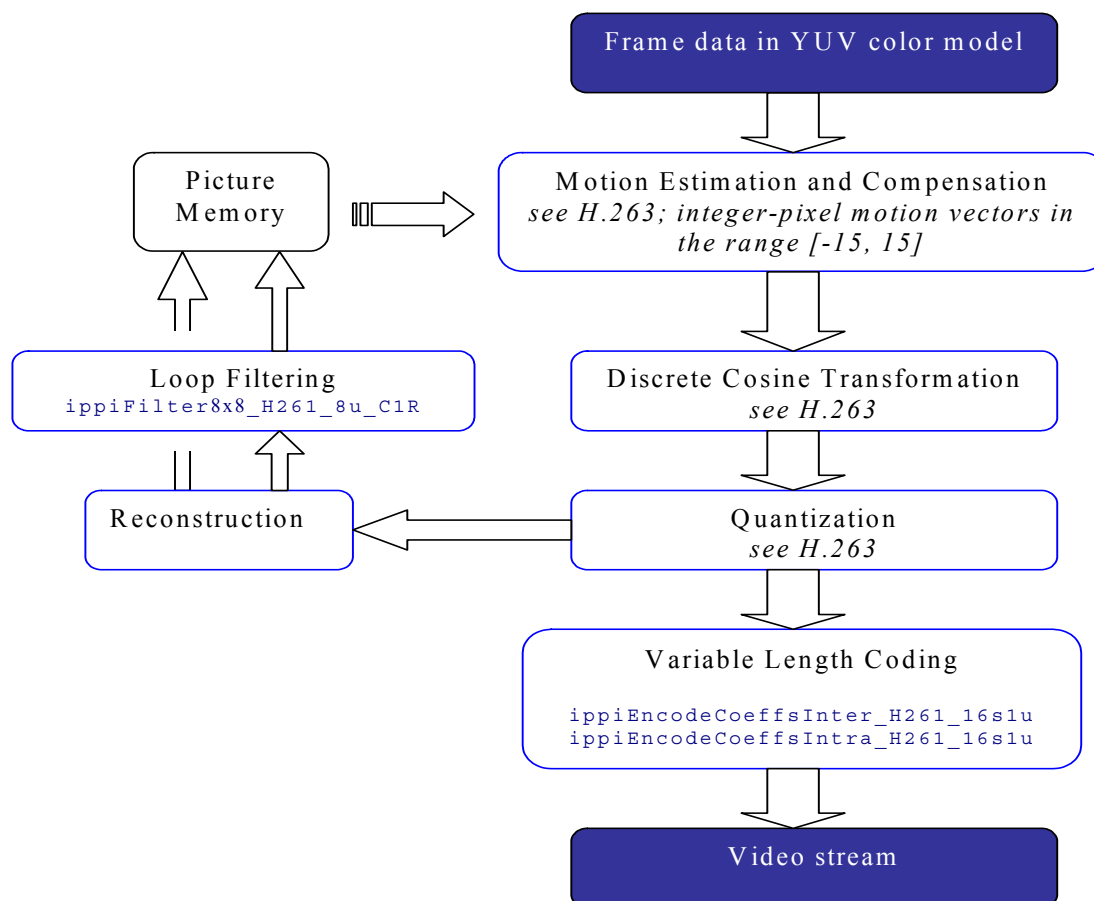 Frame data in YUV color model
Picture
Memory
Motion Estimation and Compensation
see H.263; integer-pixel motion vectors in
the range [-15, 15]
Loop Filtering
ippiFilter8x8_H261_8u_C1R
Discrete Cosine Transformation
see H.263
Reconstruction
Quantization
see H.263
Variable Length Coding
ippiEncodeCoeffsInter_H261_16s1u
ippiEncodeCoeffsIntra_H261_16s1u
Video stream